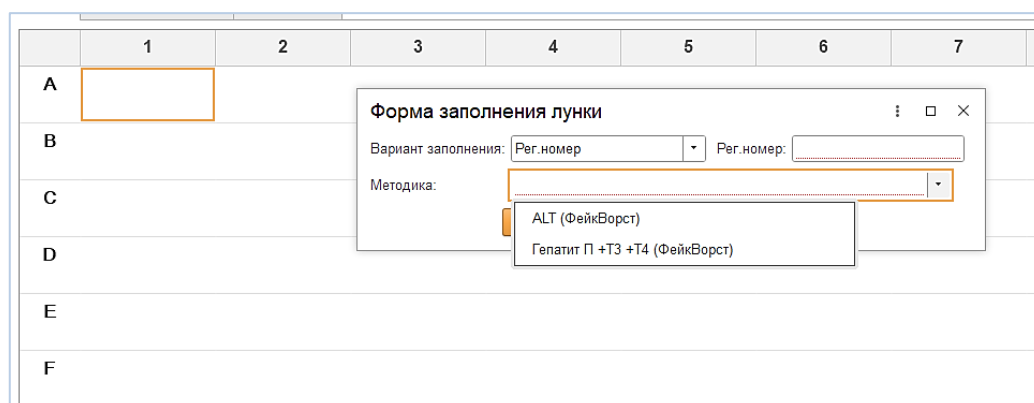 1 2 3 4 5 6 7
A
Форма заполнения лунки
B
Вариант заполнения: Рег.номер Рег.номер:
Методика:
C
ALT (ФейкВорст)
D
Гепатит П +Т3 +Т4 (ФейкВорст)
E
F